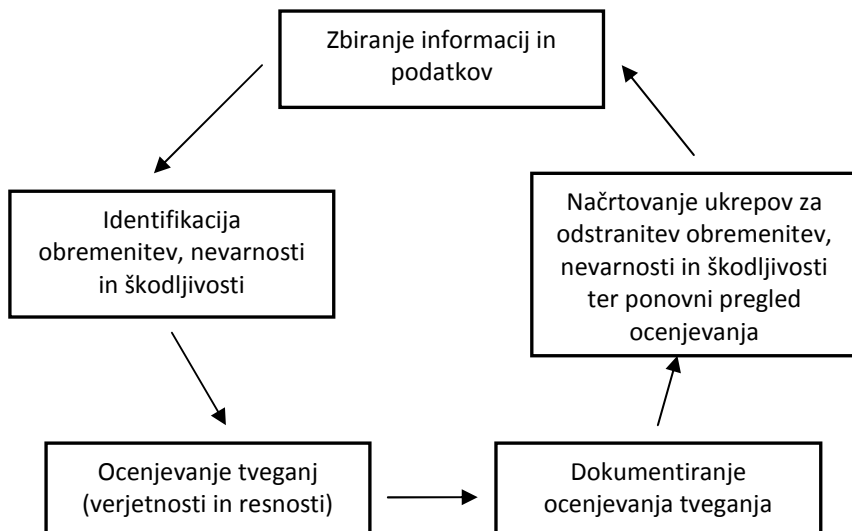 Zbiranje informacij in
podatkov
Identifikacija
obremenitev, nevarnosti
in škodljivosti
Ocenjevanje tveganj
(verjetnosti in resnosti)
Dokumentiranje
ocenjevanja tveganja
Načrtovanje ukrepov za
odstranitev obremenitev,
nevarnosti in škodljivosti
ter ponovni pregled
ocenjevanja